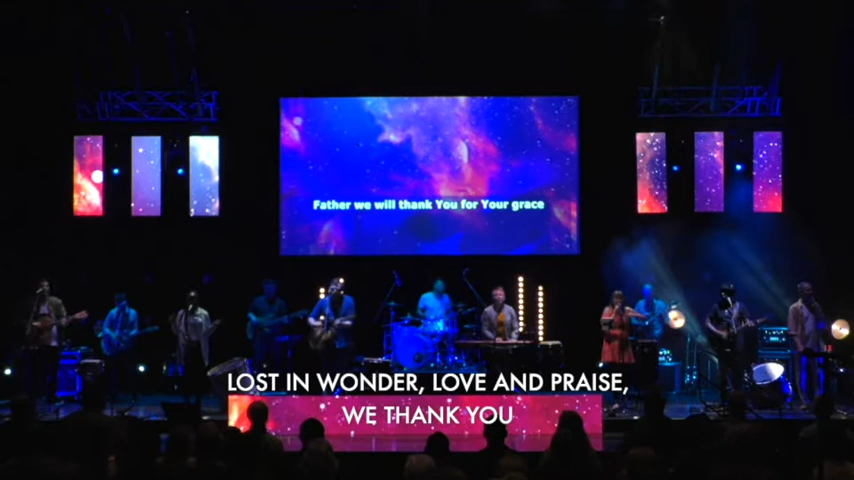 Father we will thank You for Your grace
LOST IN WONDER, LOVE AND PRAISE,
WE THANK YOU